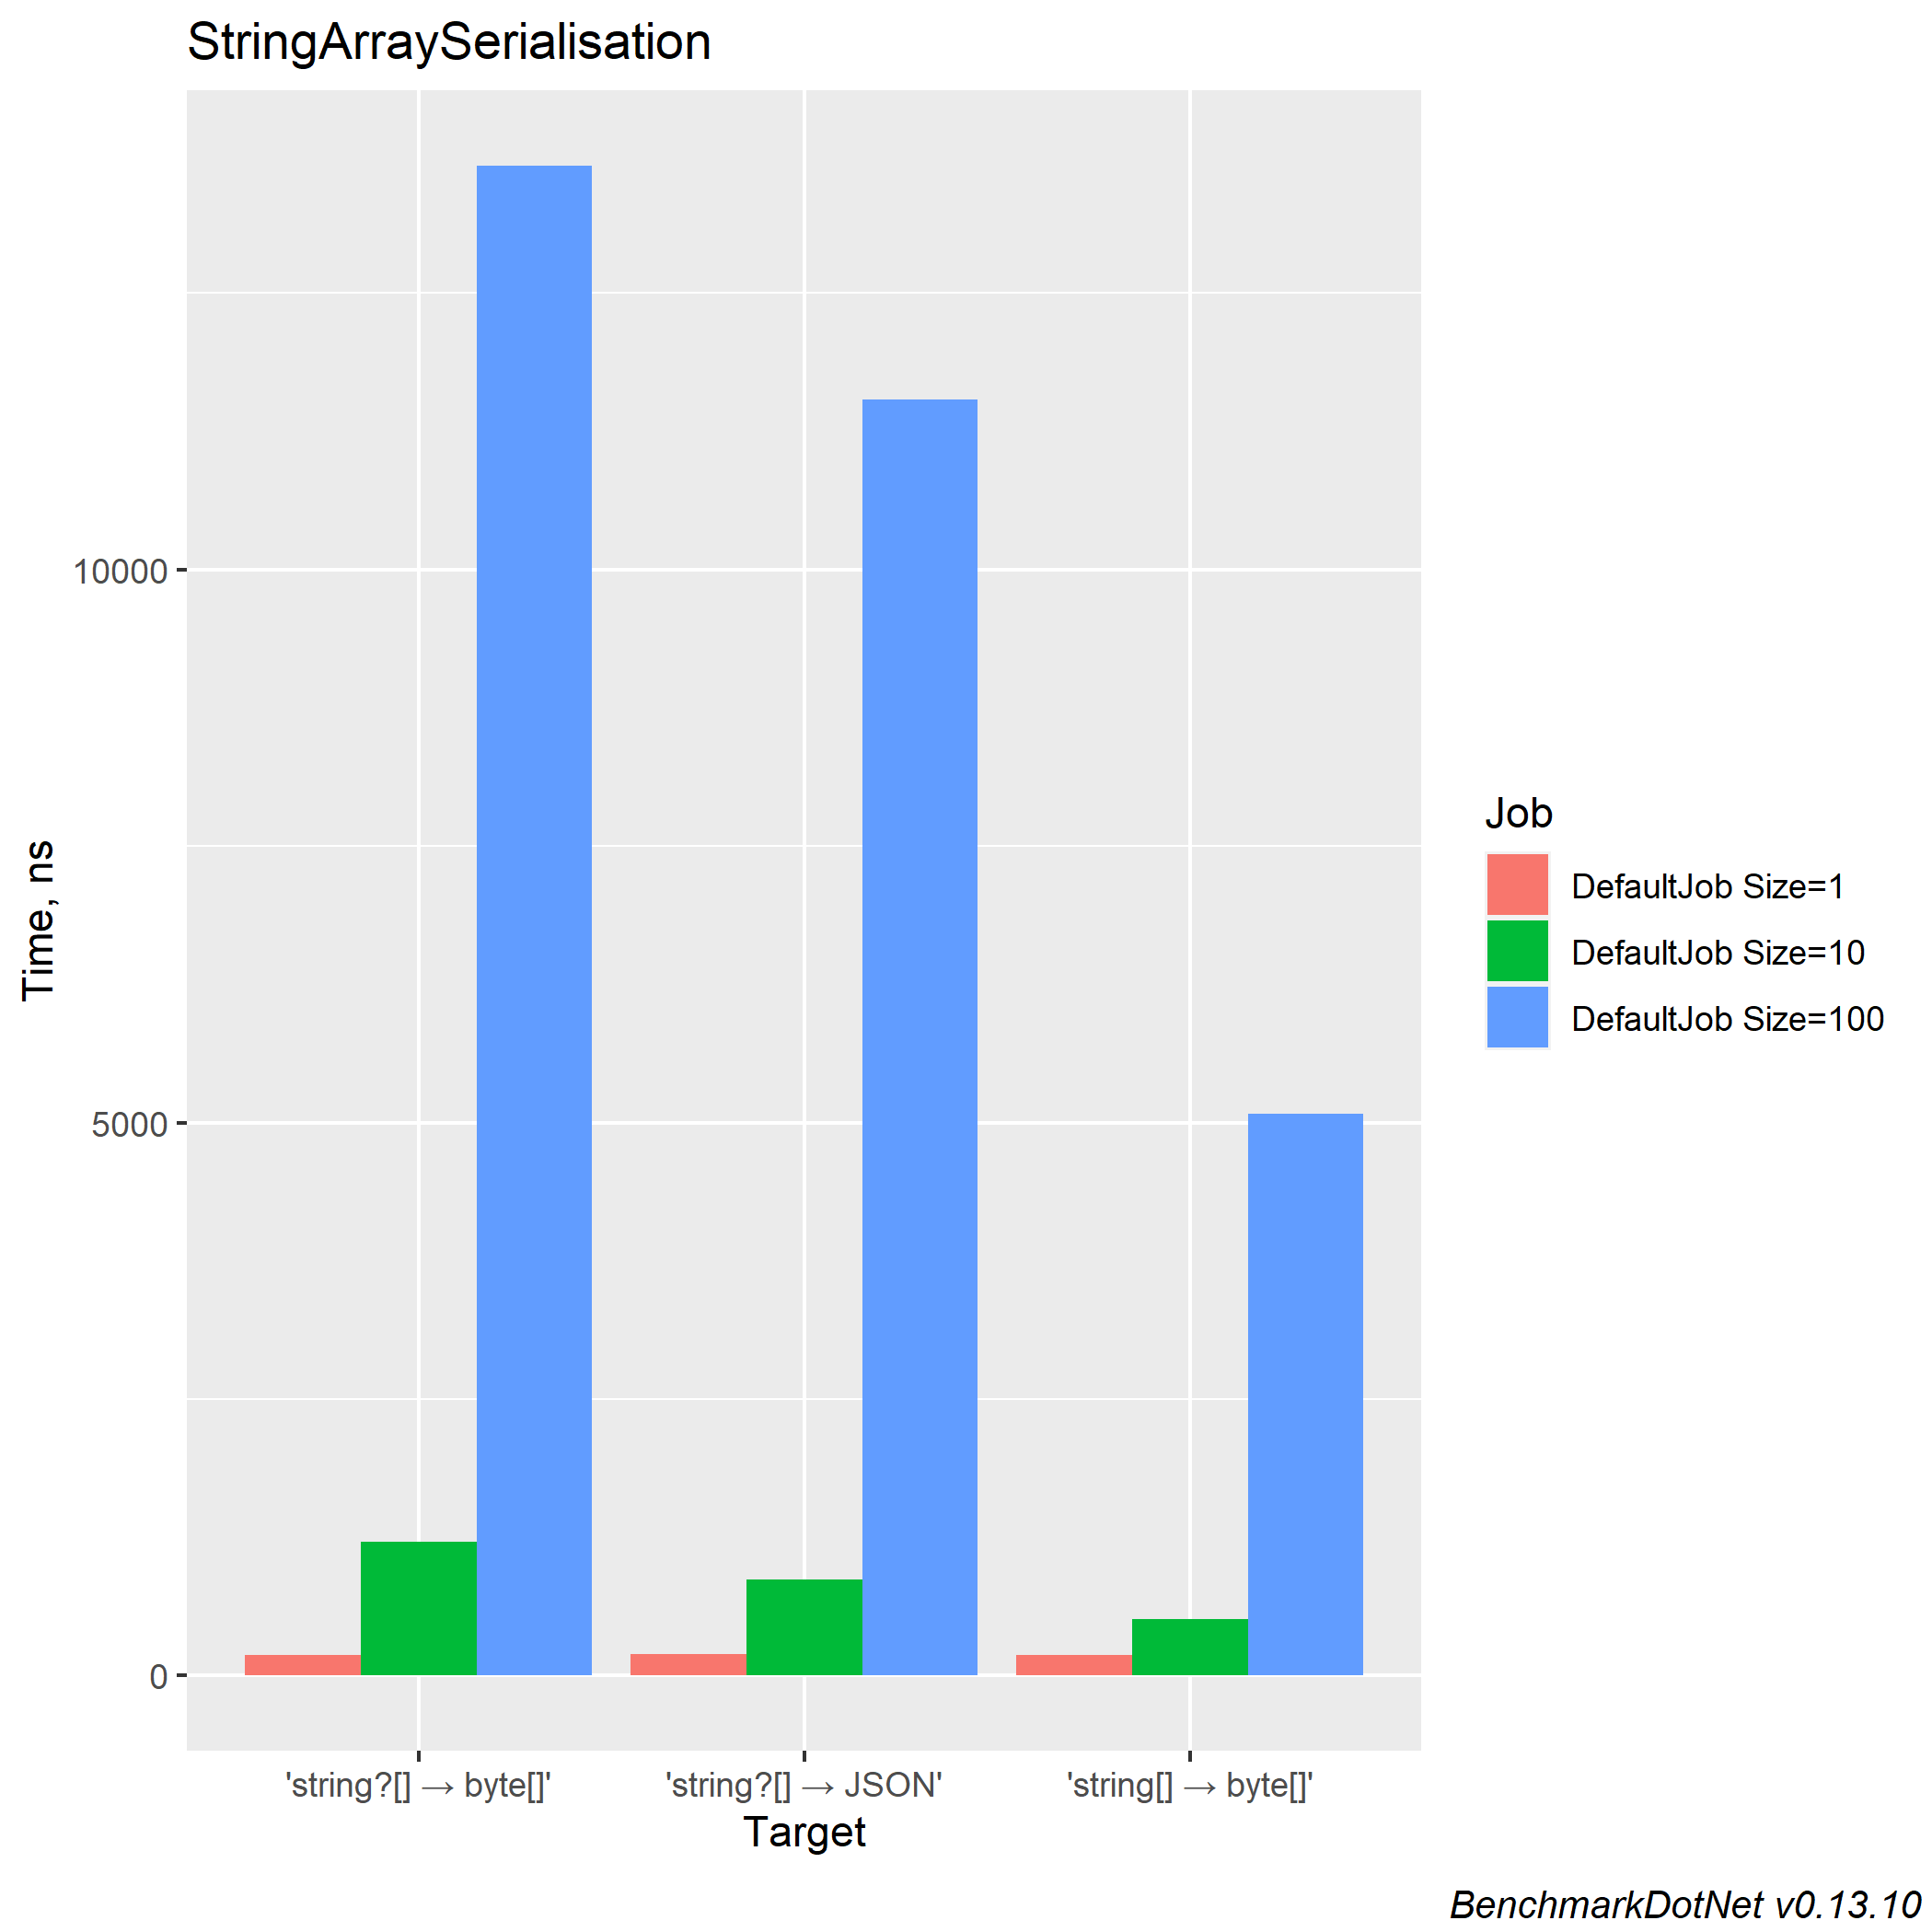 StringArraySerialisation
Time, ns
10000
5000
0
'string?[] → byte[]'
'string?[] → JSON'
'string[] → byte[]'
Target
Job
DefaultJob Size=1
DefaultJob Size=10
DefaultJob Size=100
BenchmarkDotNet v0.13.10